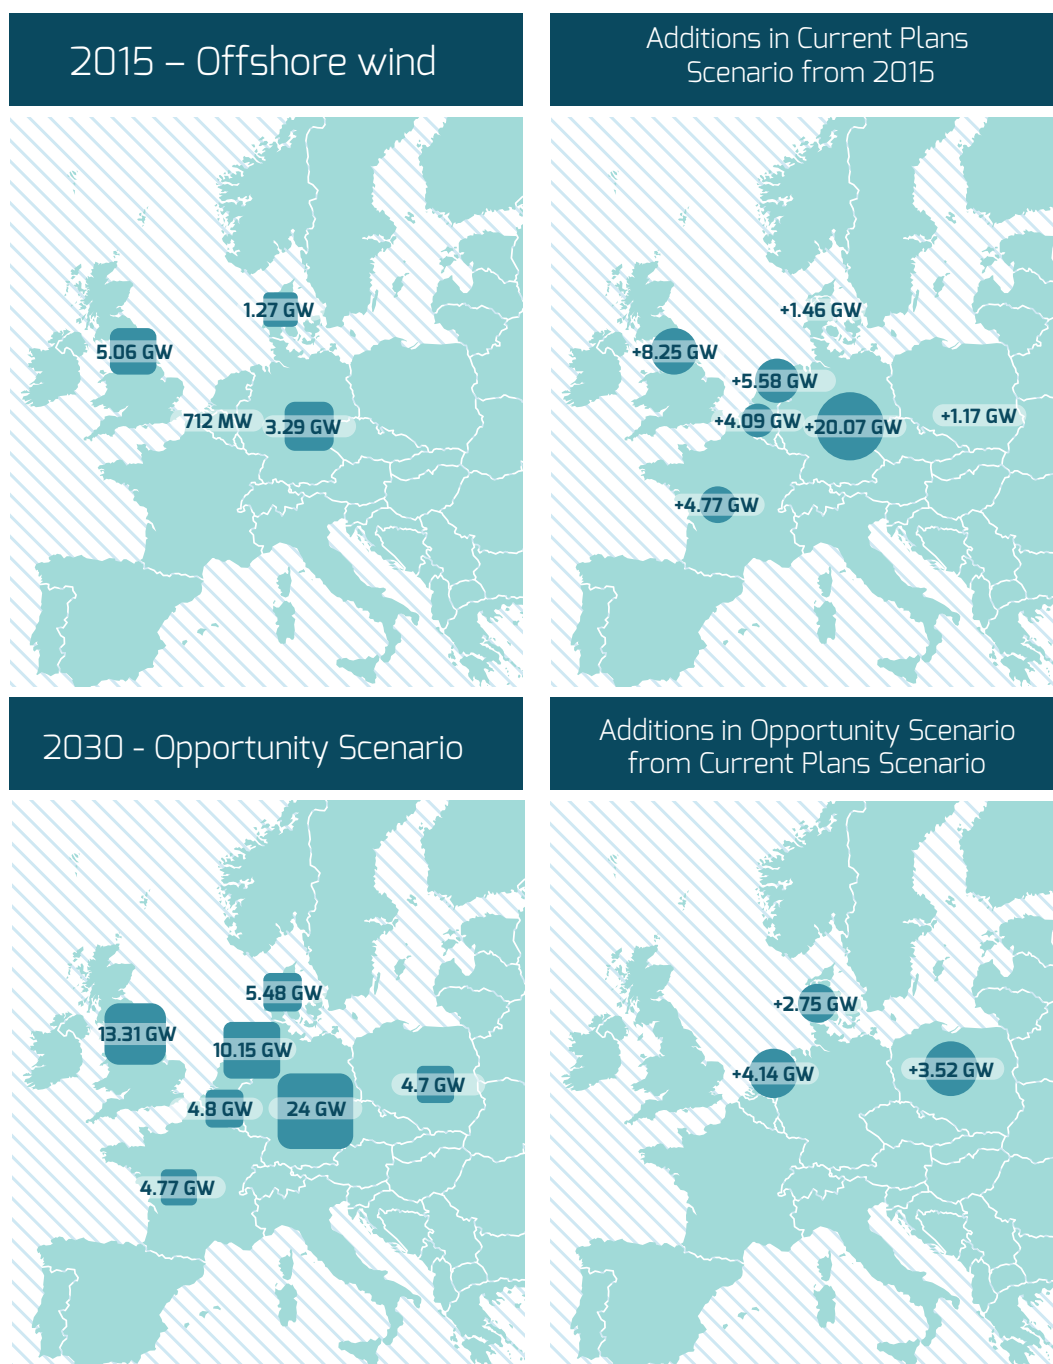 2015 – Offshore wind
1.27 GW
5.06 GW
712 MW
3.29 GW
Additions in Current Plans
Scenario from 2015
+1.46 GW
+8.25 GW
+5.58 GW
+4.09 GW
+20.07 GW
+1.17 GW
+4.77 GW
2030 - Opportunity Scenario
5.48 GW
13.31 GW
10.15 GW
4.7 GW
4.8 GW
24 GW
4.77 GW
Additions in Opportunity Scenario
from Current Plans Scenario
+2.75 GW
+4.14 GW
+3.52 GW